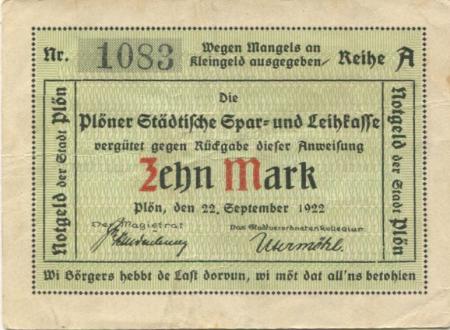 Nr. 1083
Wegen Mangels an
Kleingeld ausgegeben
Reihe A
Notgeld der Stadt Plön
Die
Plöner Städtische Spar- und Leihkasse
vergütet gegen Rückgabe dieser Anweisung
Zehn Mark
Plön, den 22. September 1922
Der Magistrat
Das Stadtverordnetenkollegium
Usermöhl.
Notgeld der Stadt Plön
Wi Börgers hebbt de Last dorvun, wi möt dat all'ns betohlen